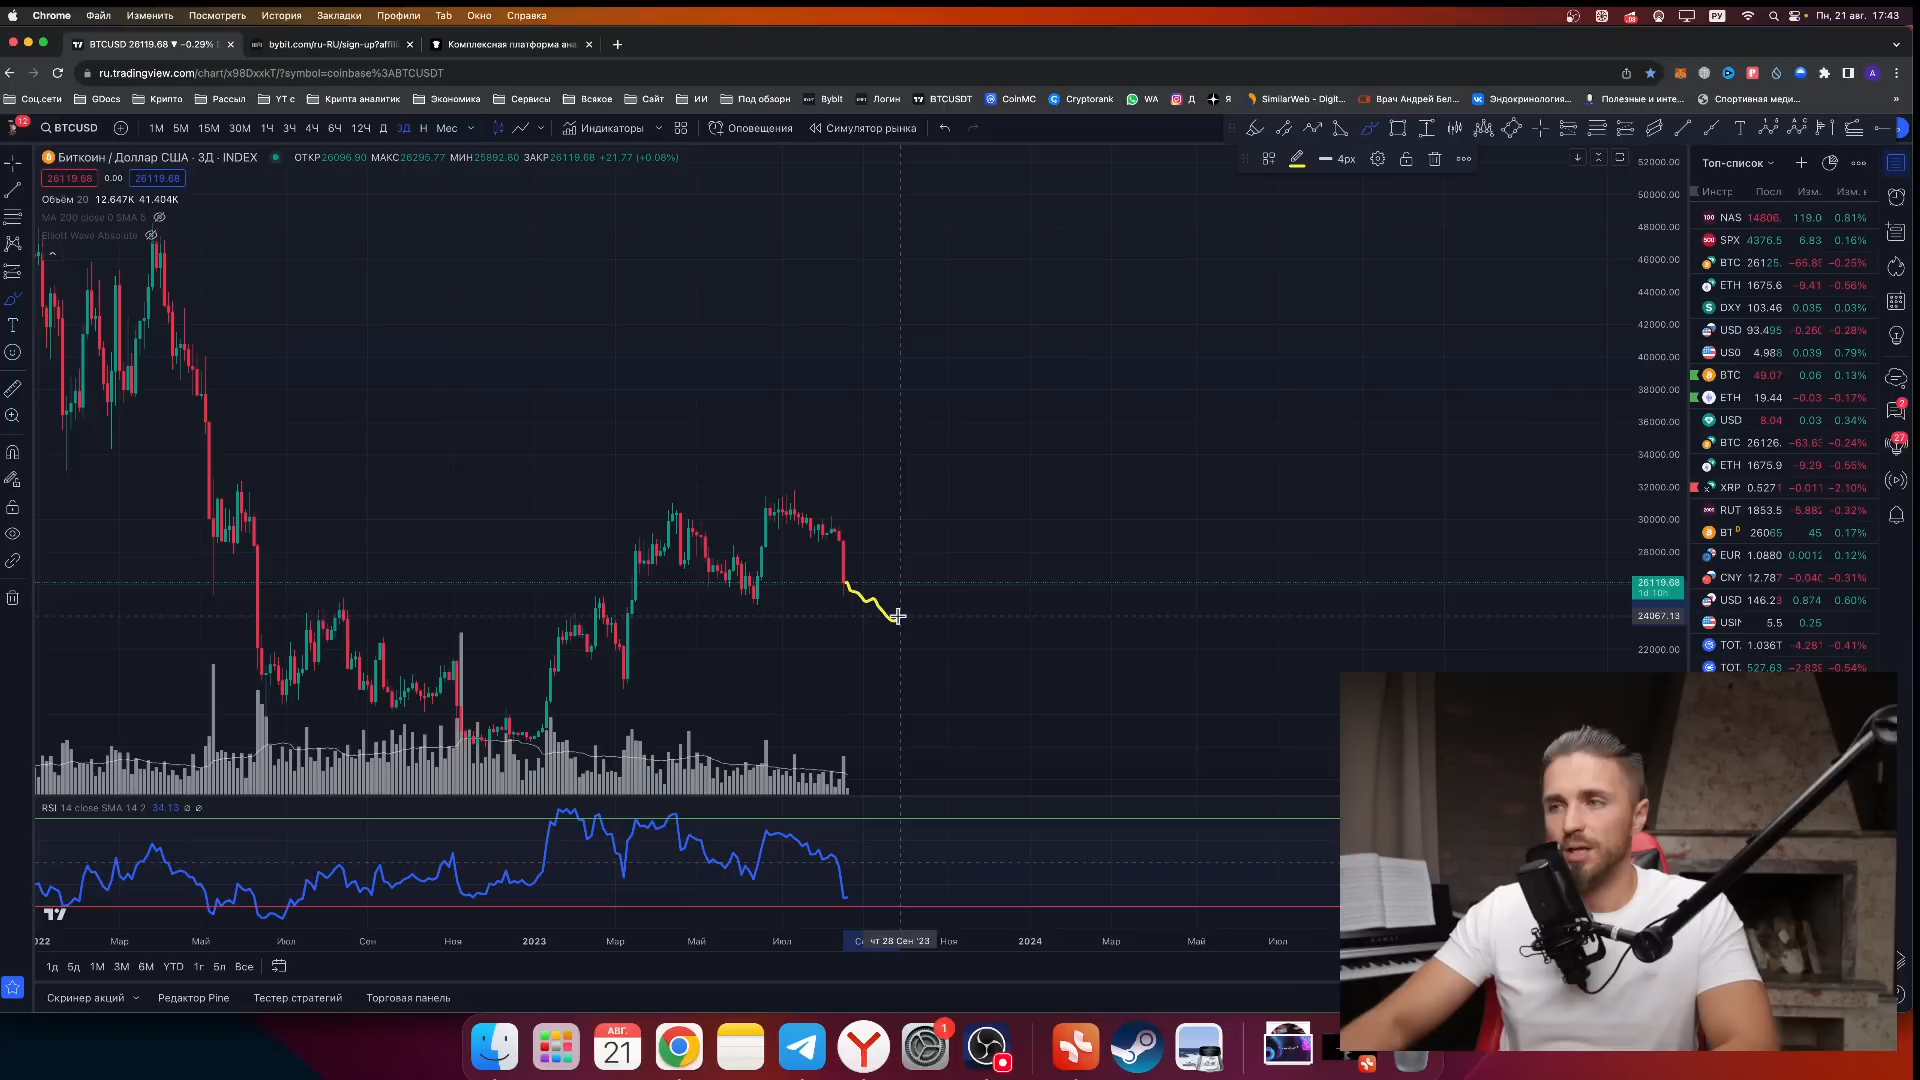 Chrome Файл Изменить Просмотреть История Закладки Профили Tab Окно Справка РУ Пн, 21 авг. 17:43
BTCUSD 26119.68 ▼ −0.29% bybit.com/ru-RU/sign-up?affili Комплексная платформа ана
ru.tradingview.com/chart/x98DxxkT/?symbol=coinbase%3ABTCUSDT
Соц.сети GDocs Крипто Рассыл YT c Крипта аналитик Экономика Сервисы Всякое Сайт ИИ Под обзорн Bybit Логин BTCUSDT CoinMC Cryptorank WA Д Я SimilarWeb - Digit... Врач Андрей Бел... Эндокринология... Полезные и инте... Спортивная меди...
12 BTCUSD 1М 5М 15М 30М 1Ч 3Ч 4Ч 6Ч 12Ч Д 3Д Н Мес Индикаторы Оповещения Симулятор рынка
Биткоин / Доллар США · 3Д · INDEX ОТКР26096.90 МАКС26295.77 МИН25892.80 ЗАКР26119.68 +21.77 (+0.08%)
4px
26119.68 0.00 26119.68
Объём 20 12.647K 41.404K
MA 200 close 0 SMA 5
Elliott Wave Absolute
52000.00
50000.00
48000.00
46000.00
44000.00
42000.00
40000.00
38000.00
36000.00
34000.00
32000.00
30000.00
28000.00
26119.68
1d 10h
24067.13
22000.00
Топ-список
Инстр Посл Изм. Изм. в
NAS 14806. 119.0 0.81%
SPX 4376.5 6.83 0.16%
BTC 26125. −65.85 −0.25%
ETH 1675.6 −9.41 −0.56%
DXY 103.46 0.035 0.03%
USD 93.495 −0.260 −0.28%
US0 4.988 0.039 0.79%
BTC 49.07 0.06 0.13%
ETH 19.44 −0.03 −0.17%
USD 8.04 0.03 0.34%
BTC 26126. −63.63 −0.24%
ETH 1675.9 −9.29 −0.55%
XRP 0.5271 −0.011 −2.10%
RUT 1853.5 −5.882 −0.32%
BT D 26065 45 0.17%
EUR 1.0880 0.0012 0.12%
CNY 12.787 −0.040 −0.31%
USD 146.23 0.874 0.60%
USIN 5.5 0.25
TOT. 1.036T −4.281 −0.41%
TOT. 527.63 −2.839 −0.54%
2
27
RSI 14 close SMA 14 2 34.13
Мар Май Июл Сен Ноя 2023 Мар Май Июл чт 28 Сен '23 Ноя 2024 Мар Май Июл
1д 5д 1М 3М 6М YTD 1г 5л Все
Скринер акций Редактор Pine Тестер стратегий Торговая панель
АВГ.
21
1